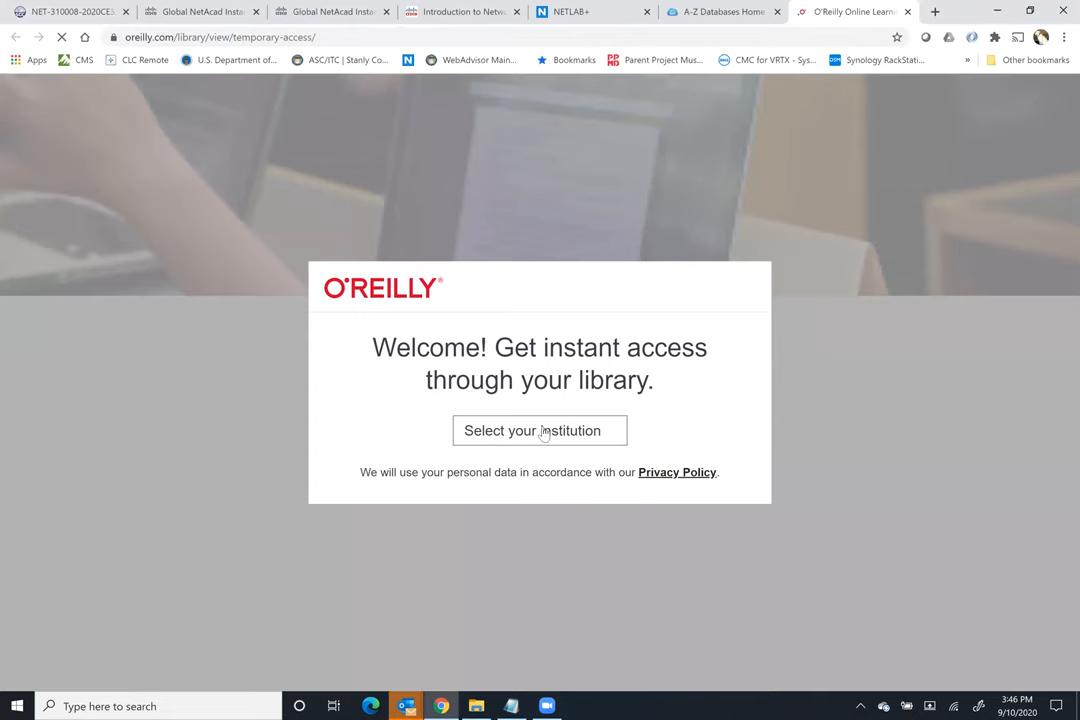 NET-310008-2020CE3
Global NetAcad Insta
Global NetAcad Insta
Introduction to Netwo
NETLAB+
A-Z Databases Home
O'Reilly Online Learni
oreilly.com/library/view/temporary-access/
Apps
CMS
CLC Remote
U.S. Department of...
ASC/ITC | Stanly Co...
WebAdvisor Main...
Bookmarks
Parent Project Mus...
CMC for VRTX - Sys...
Synology RackStati...
Other bookmarks
O'REILLY®
Welcome! Get instant access
through your library.
Select your institution
We will use your personal data in accordance with our Privacy Policy.
Type here to search
3:46 PM
9/10/2020